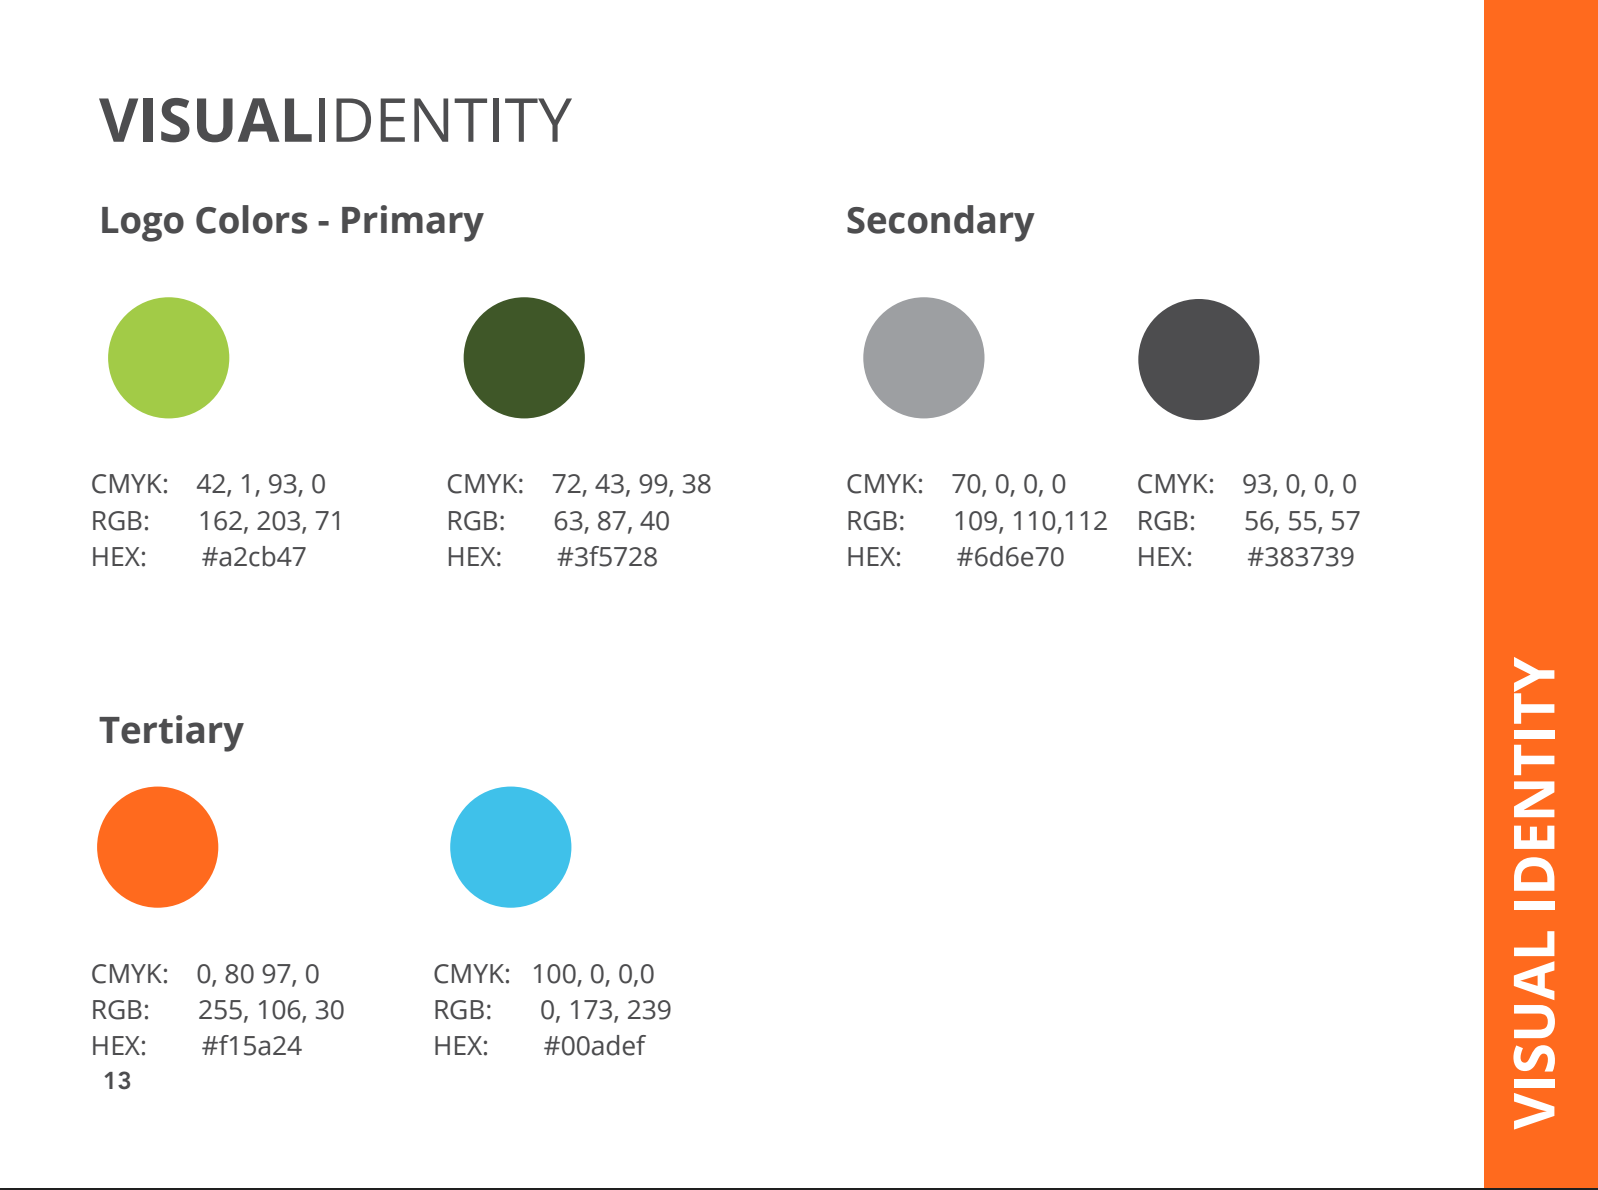 VISUALIDENTITY
Logo Colors - Primary
CMYK: 42, 1, 93, 0
RGB: 162, 203, 71
HEX: #a2cb47
CMYK: 72, 43, 99, 38
RGB: 63, 87, 40
HEX: #3f5728
Secondary
CMYK: 70, 0, 0, 0
RGB: 109, 110,112
HEX: #6d6e70
CMYK: 93, 0, 0, 0
RGB: 56, 55, 57
HEX: #383739
Tertiary
CMYK: 0, 80 97, 0
RGB: 255, 106, 30
HEX: #f15a24
CMYK: 100, 0, 0,0
RGB: 0, 173, 239
HEX: #00adef
13
VISUAL IDENTITY